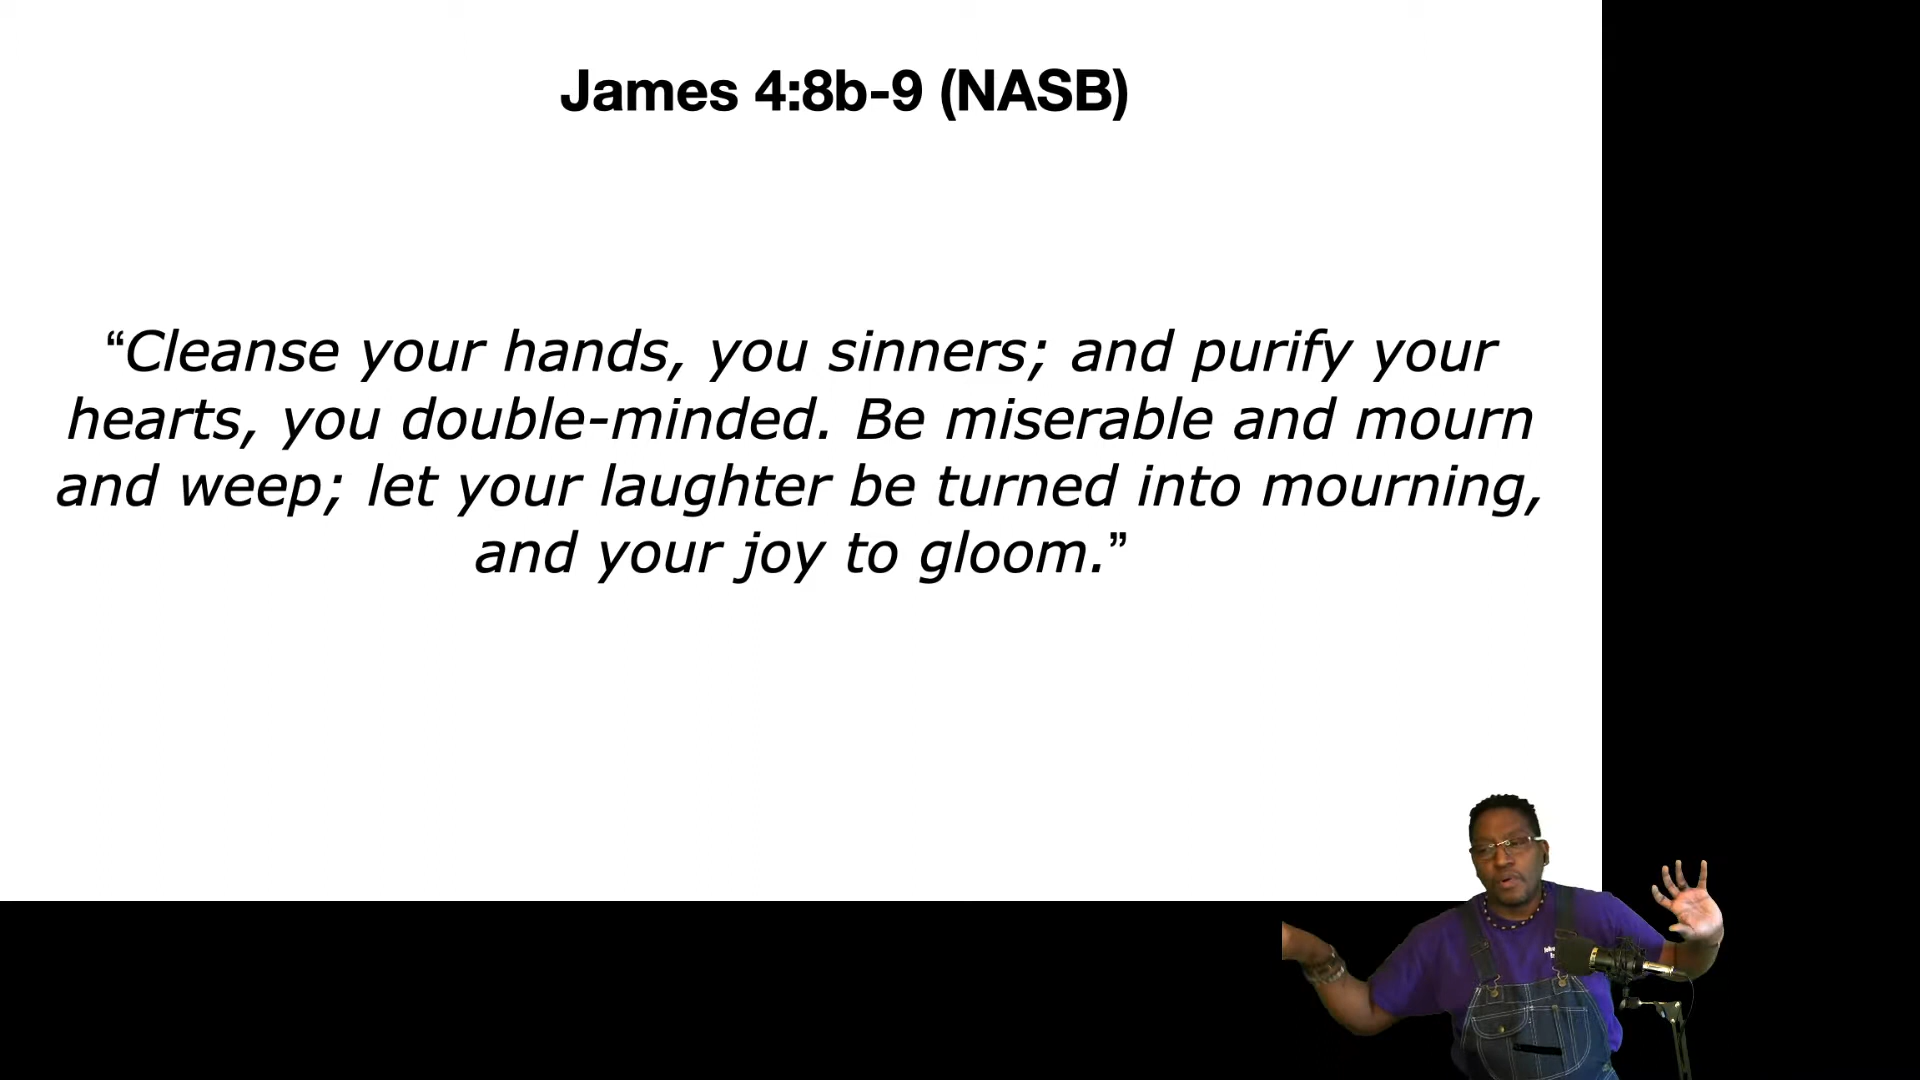 James 4:8b-9 (NASB)
“Cleanse your hands, you sinners; and purify your
hearts, you double-minded. Be miserable and mourn
and weep; let your laughter be turned into mourning,
and your joy to gloom.”